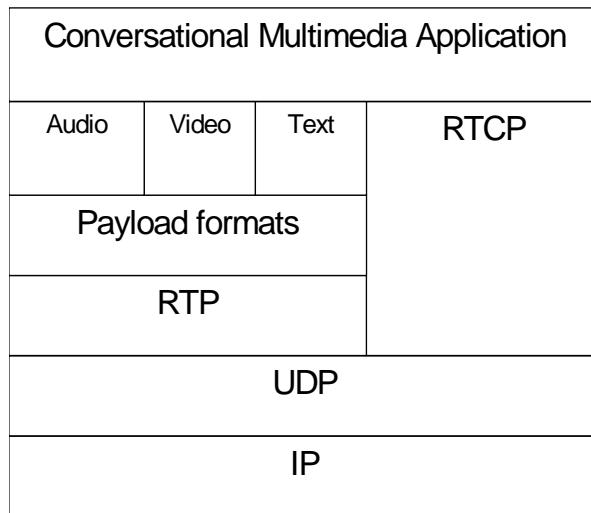 Conversational Multimedia Application
Audio
Video
Text
RTCP
Payload formats
RTP
UDP
IP